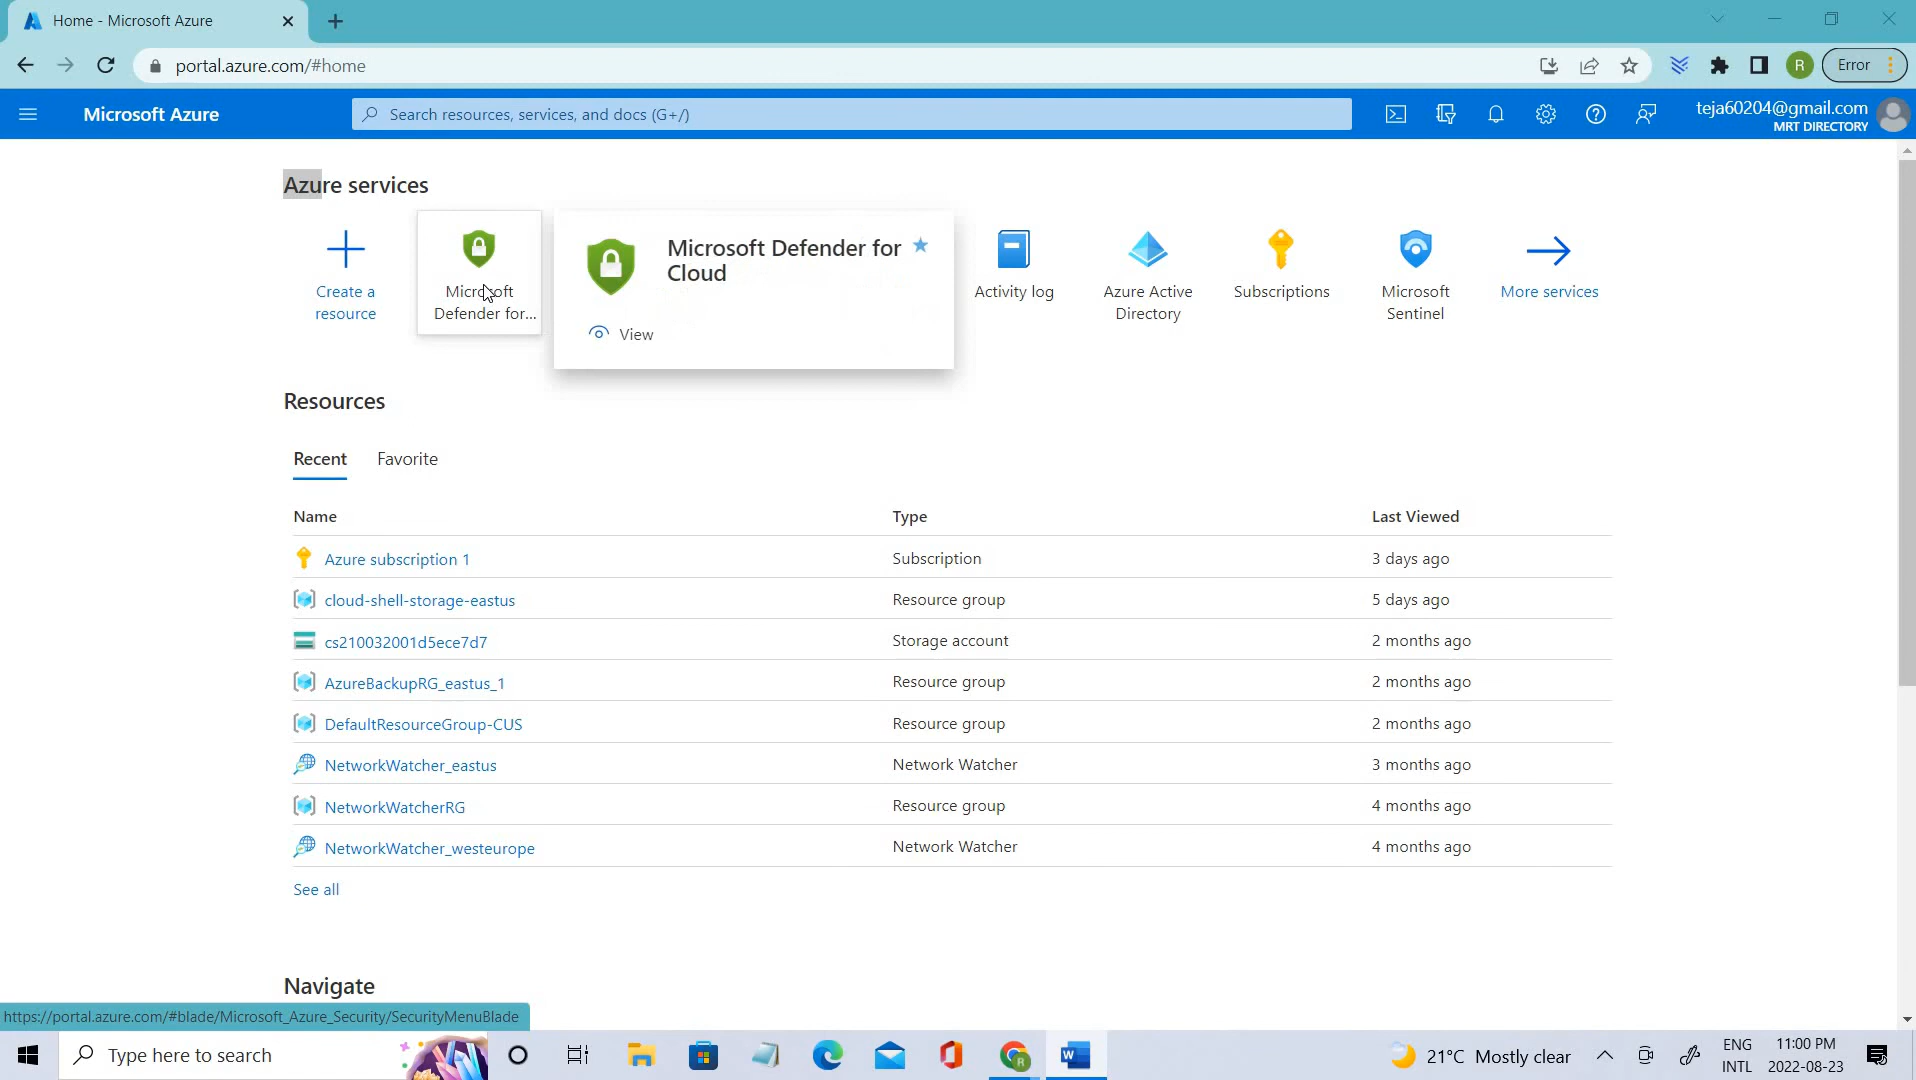 Home - Microsoft Azure
portal.azure.com/#home
Error
R
Microsoft Azure
Search resources, services, and docs (G+/)
teja60204@gmail.com
MRT DIRECTORY
Azure services
Create a
resource
Microsoft
Defender for...
Microsoft Defender for
Cloud
View
Activity log
Azure Active
Directory
Subscriptions
Microsoft
Sentinel
More services
Resources
Recent
Favorite
Name
Type
Last Viewed
Azure subscription 1
Subscription
3 days ago
cloud-shell-storage-eastus
Resource group
5 days ago
cs210032001d5ece7d7
Storage account
2 months ago
AzureBackupRG_eastus_1
Resource group
2 months ago
DefaultResourceGroup-CUS
Resource group
2 months ago
NetworkWatcher_eastus
Network Watcher
3 months ago
NetworkWatcherRG
Resource group
4 months ago
NetworkWatcher_westeurope
Network Watcher
4 months ago
See all
Navigate
https://portal.azure.com/#blade/Microsoft_Azure_Security/SecurityMenuBlade
Type here to search
21°C Mostly clear
ENG
INTL
11:00 PM
2022-08-23